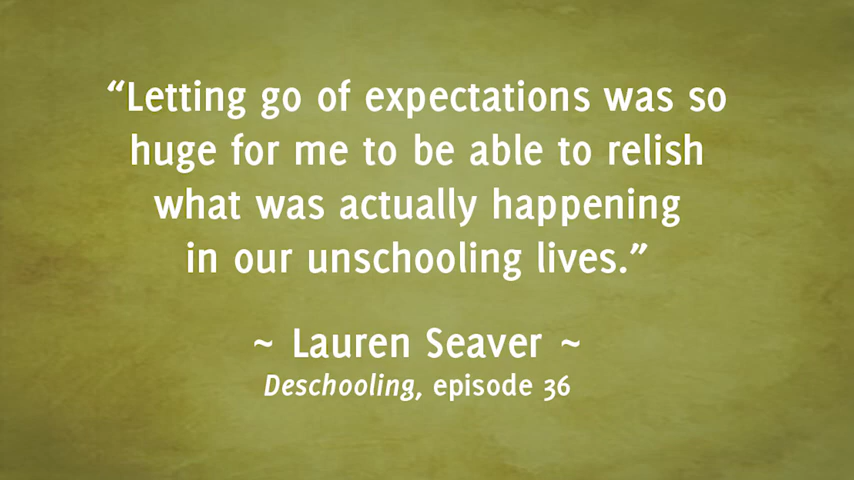 “Letting go of expectations was so
huge for me to be able to relish
what was actually happening
in our unschooling lives.”
~ Lauren Seaver ~
Deschooling, episode 36